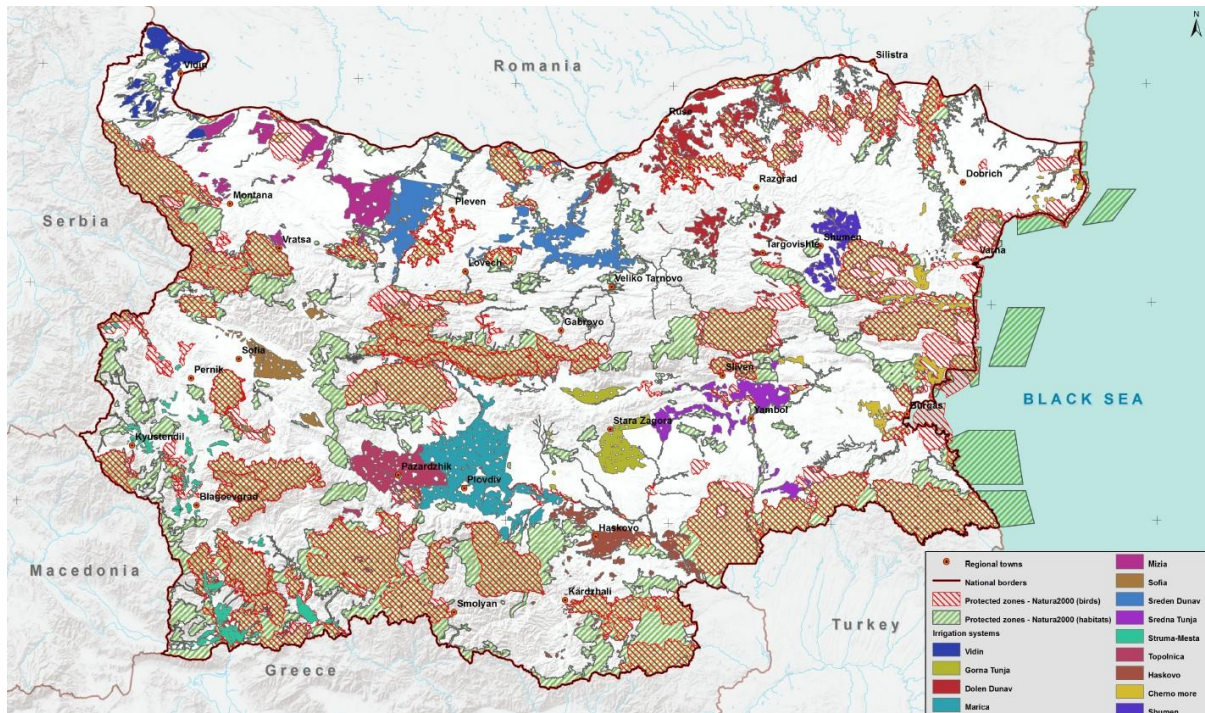 N
Silistra
Romania
Vidin
Ruse
Dobrich
Razgrad
Montana
Pleven
Serbia
Shumen
Targovishte
Vratsa
Varna
Lovech
Veliko Tarnovo
Gabrovo
Sofia
Pernik
Sliven
BLACK SEA
Burgas
Yambol
Stara Zagora
Kyustendil
Pazardzhik
Plovdiv
Blagoevgrad
Haskovo
Macedonia
Kardzhali
Smolyan
Turkey
Greece
Regional towns
National borders
Protected zones - Natura2000 (birds)
Protected zones - Natura2000 (habitats)
Irrigation systems
Vidin
Gorna Tunja
Dolen Dunav
Marica
Mizia
Sofia
Sreden Dunav
Sredna Tunja
Struma-Mesta
Topolnica
Haskovo
Cherno more
Shumen